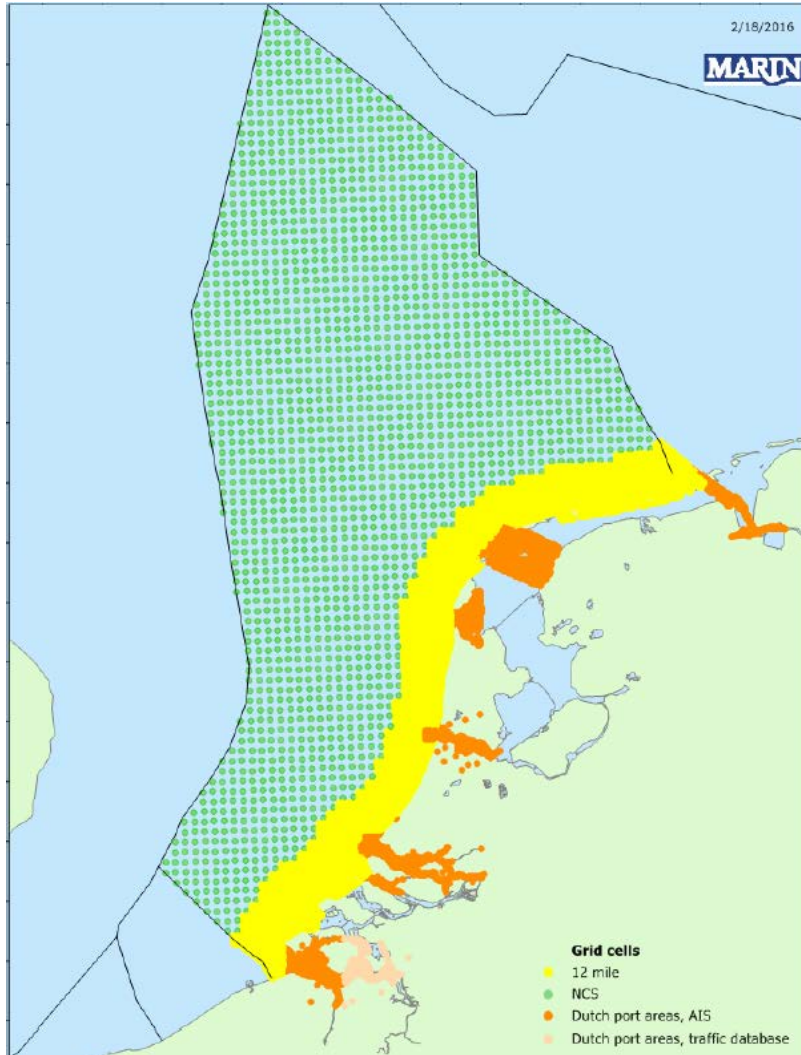 2/18/2016
MARIN
Grid cells
12 mile
NCS
Dutch port areas, AIS
Dutch port areas, traffic database